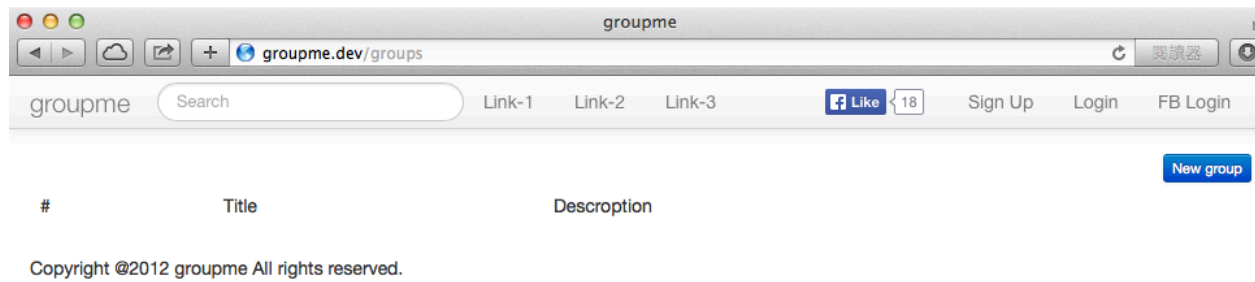 groupme
groupme.dev/groups 閱讀器
groupme Search Link-1 Link-2 Link-3 Like 18 Sign Up Login FB Login
New group
# Title Descroption
Copyright @2012 groupme All rights reserved.